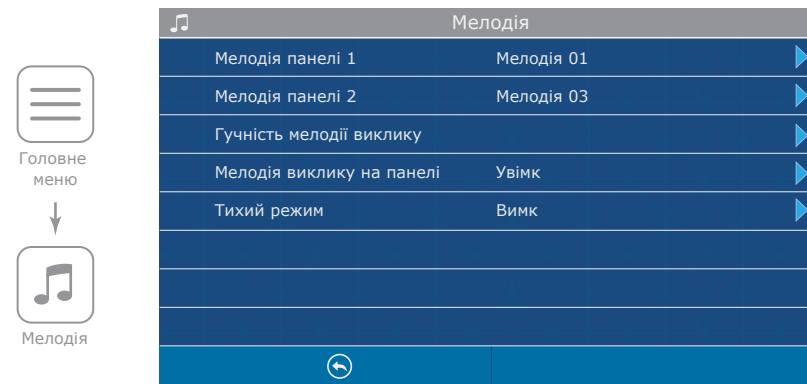 Головне
меню
Мелодія
Мелодія
Мелодія панелі 1 Мелодія 01
Мелодія панелі 2 Мелодія 03
Гучність мелодії виклику
Мелодія виклику на панелі Увімк
Тихий режим Вимк